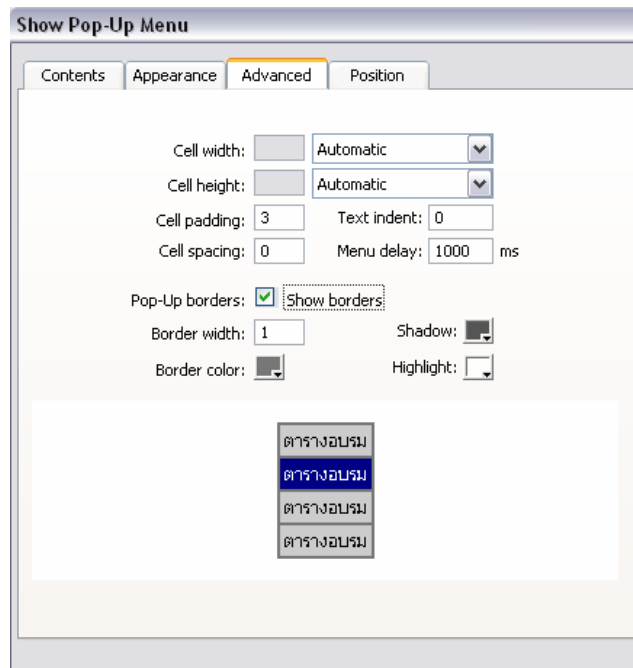 Show Pop-Up Menu
Contents Appearance Advanced Position
Cell width: Automatic
Cell height: Automatic
Cell padding: 3 Text indent: 0
Cell spacing: 0 Menu delay: 1000 ms
Pop-Up borders: Show borders
Border width: 1 Shadow:
Border color: Highlight:
ตารางอบรม
ตารางอบรม
ตารางอบรม
ตารางอบรม